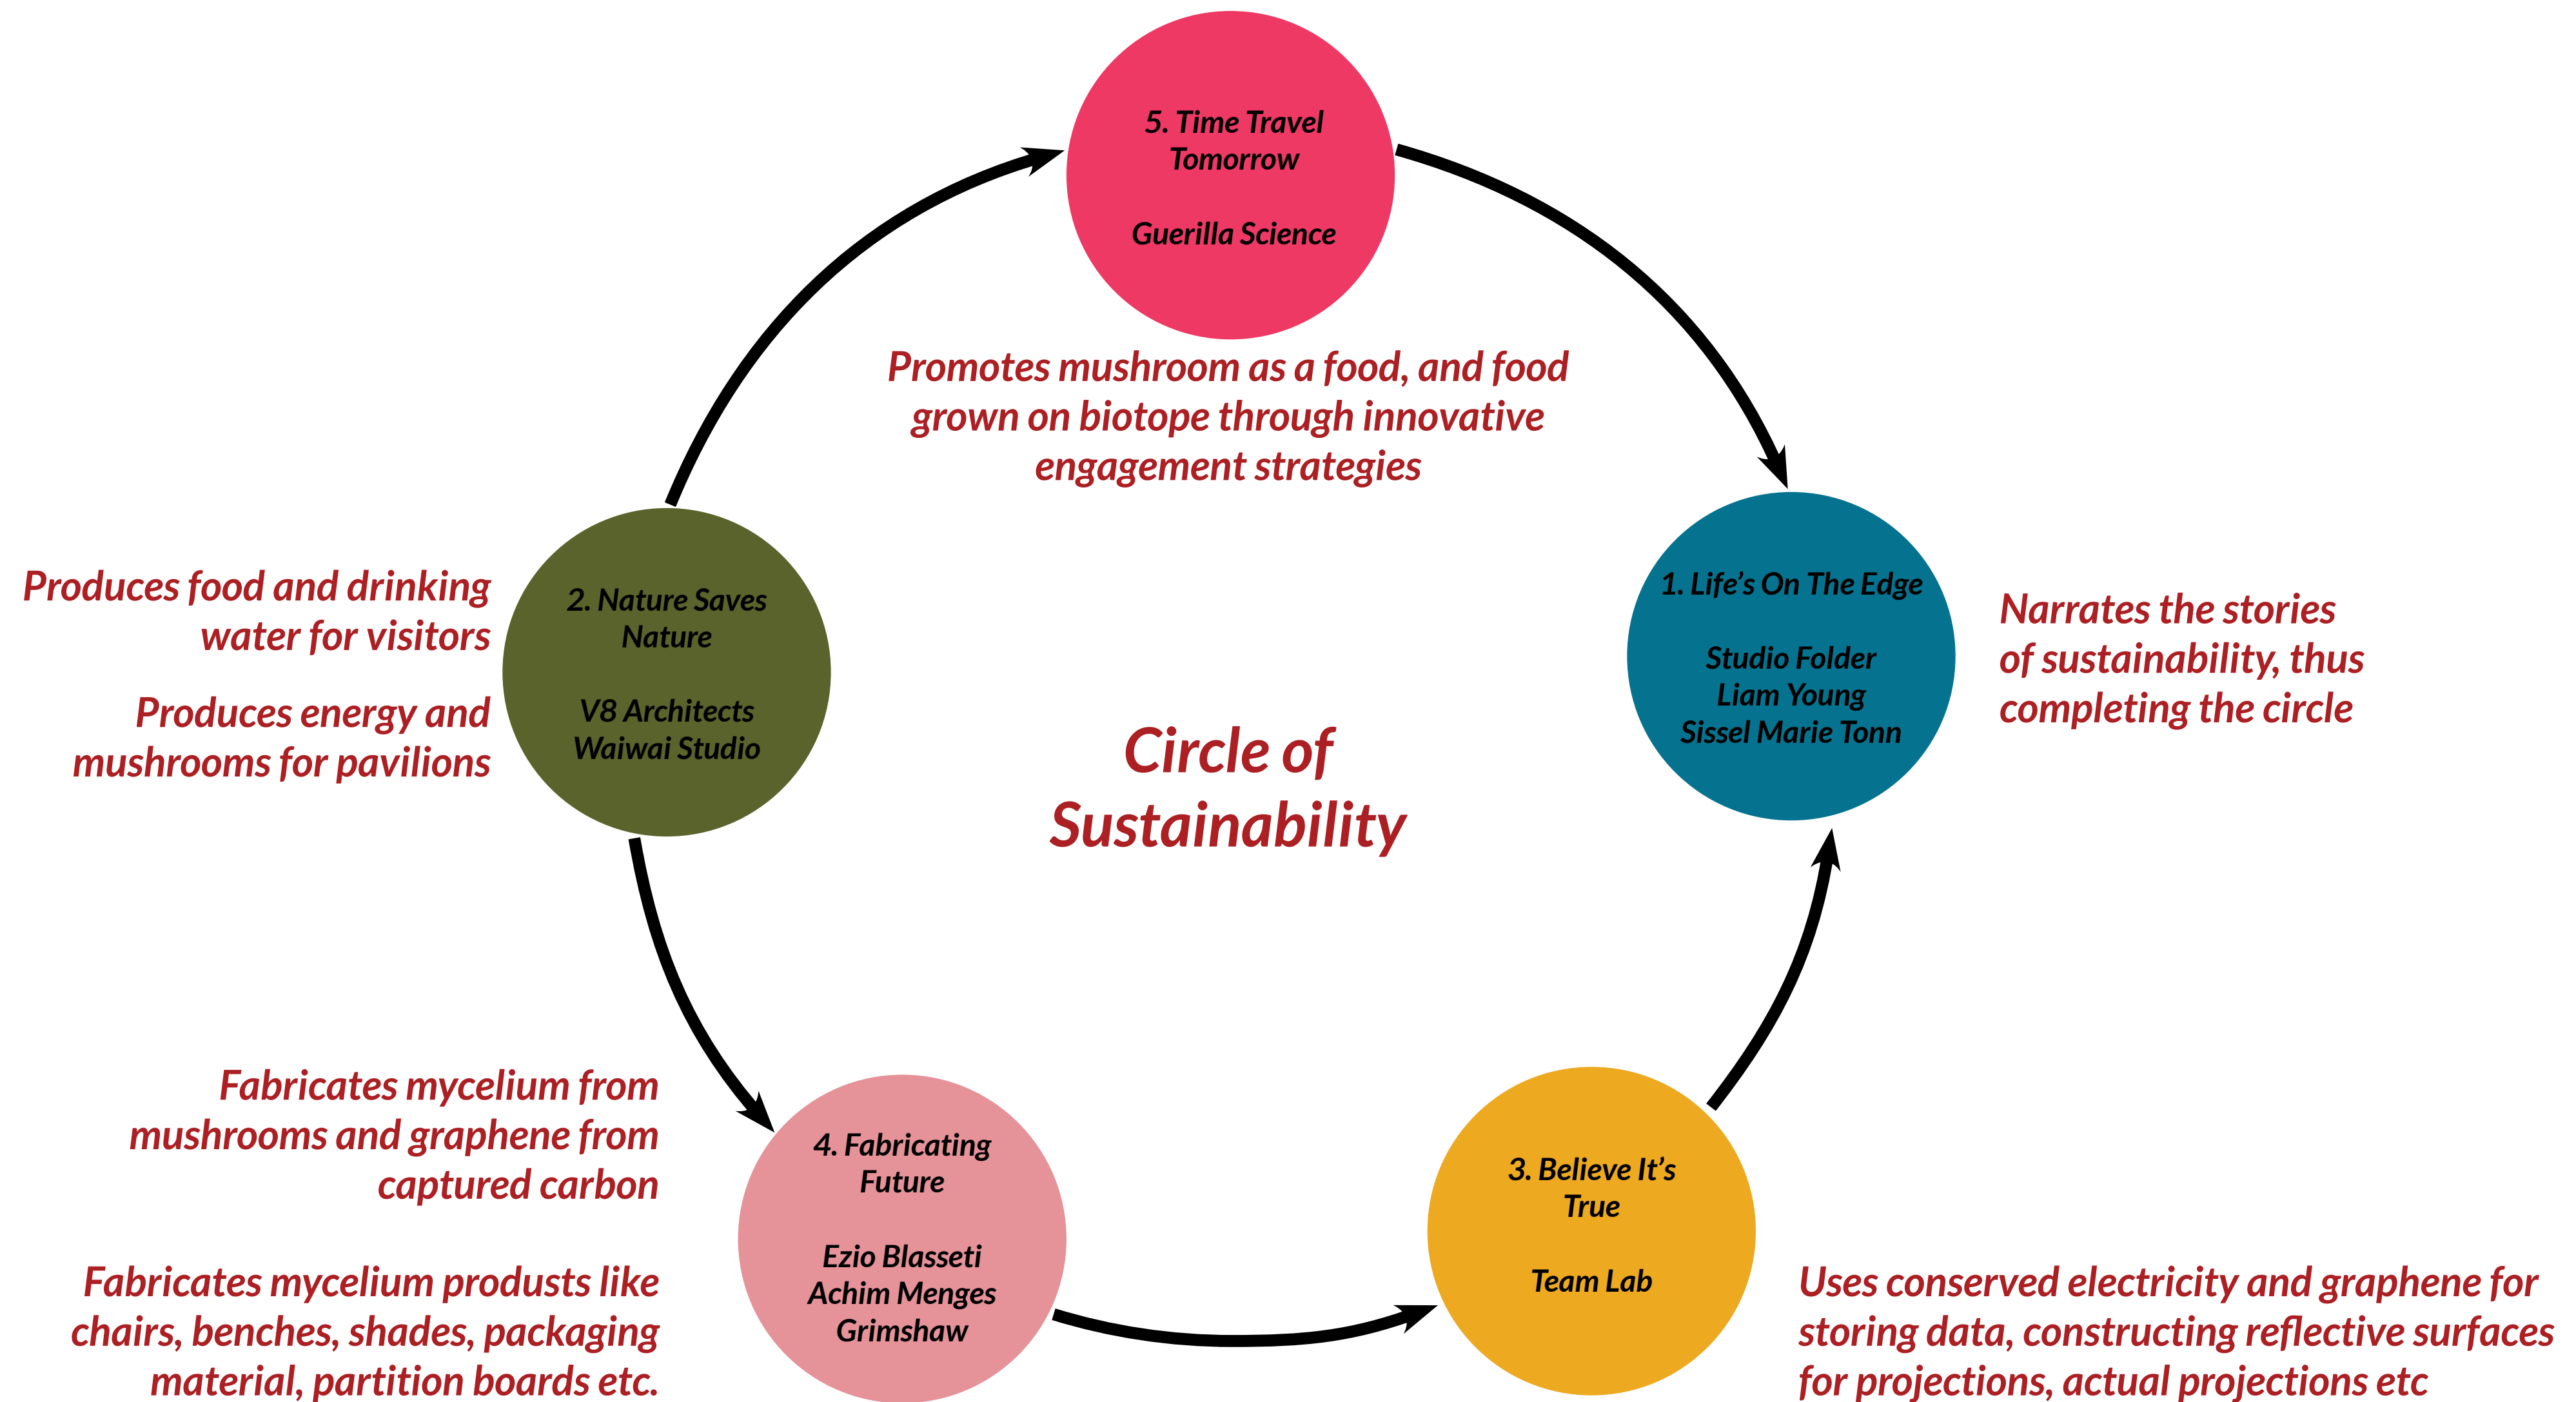 5. Time Travel
Tomorrow
Guerilla Science
Promotes mushroom as a food, and food
grown on biotope through innovative
engagement strategies
Produces food and drinking
water for visitors
Produces energy and
mushrooms for pavilions
2. Nature Saves
Nature
V8 Architects
Waiwai Studio
Circle of
Sustainability
1. Life’s On The Edge
Studio Folder
Liam Young
Sissel Marie Tonn
Narrates the stories
of sustainability, thus
completing the circle
Fabricates mycelium from
mushrooms and graphene from
captured carbon
Fabricates mycelium produsts like
chairs, benches, shades, packaging
material, partition boards etc.
4. Fabricating
Future
Ezio Blasseti
Achim Menges
Grimshaw
3. Believe It’s
True
Team Lab
Uses conserved electricity and graphene for
storing data, constructing reflective surfaces
for projections, actual projections etc